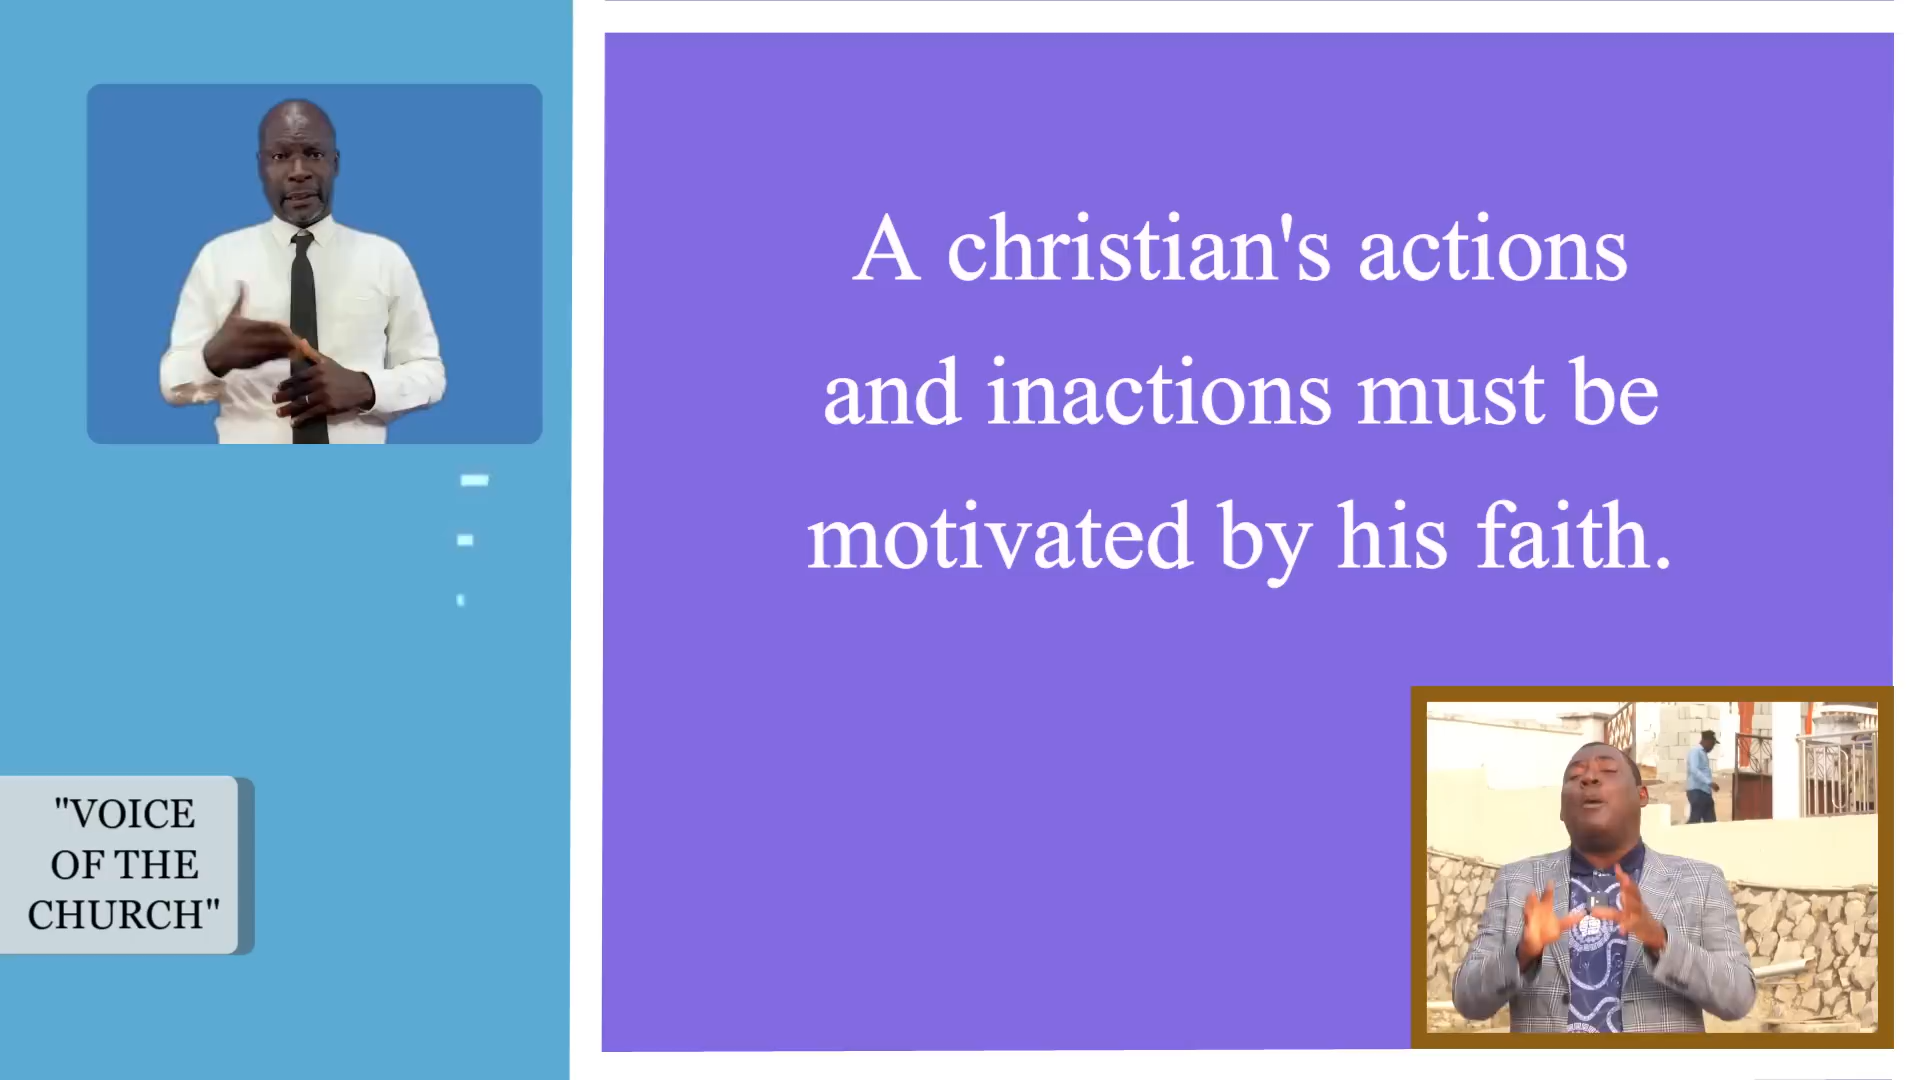 A christian's actions
and inactions must be
motivated by his faith.
"VOICE
OF THE
CHURCH"